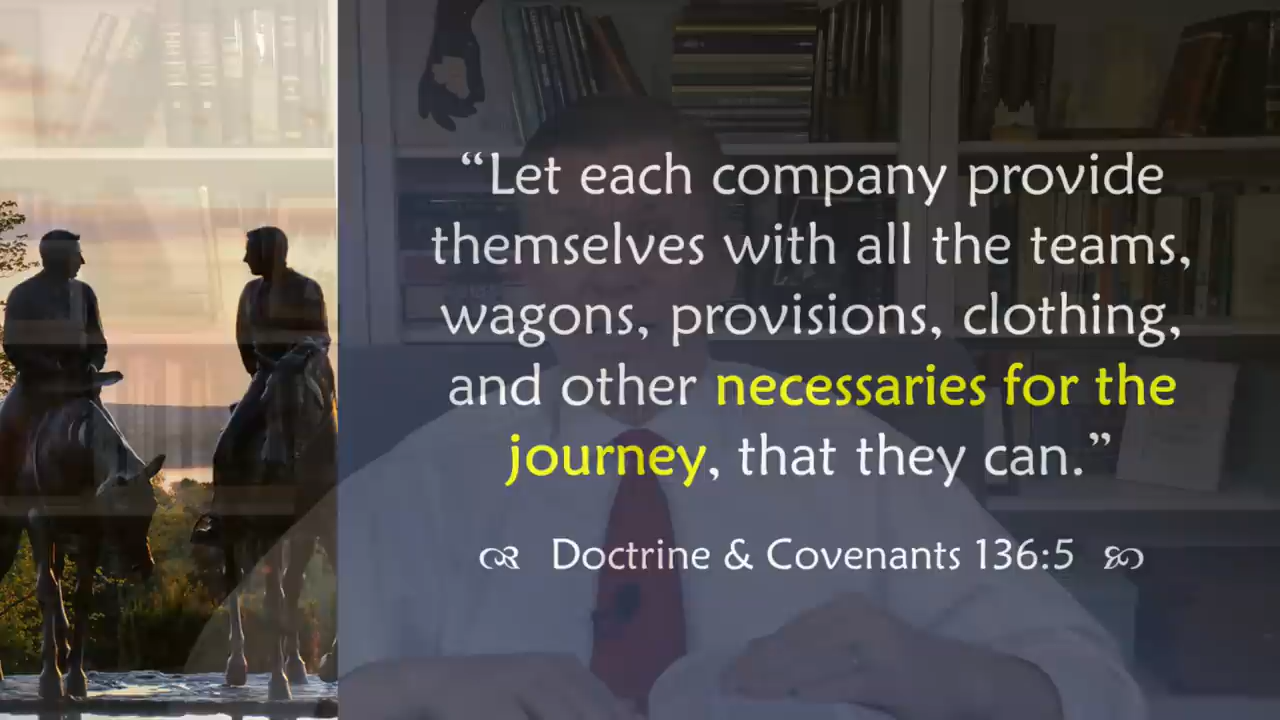 “Let each company provide
themselves with all the teams,
wagons, provisions, clothing,
and other necessaries for the
journey, that they can.”
Doctrine & Covenants 136:5